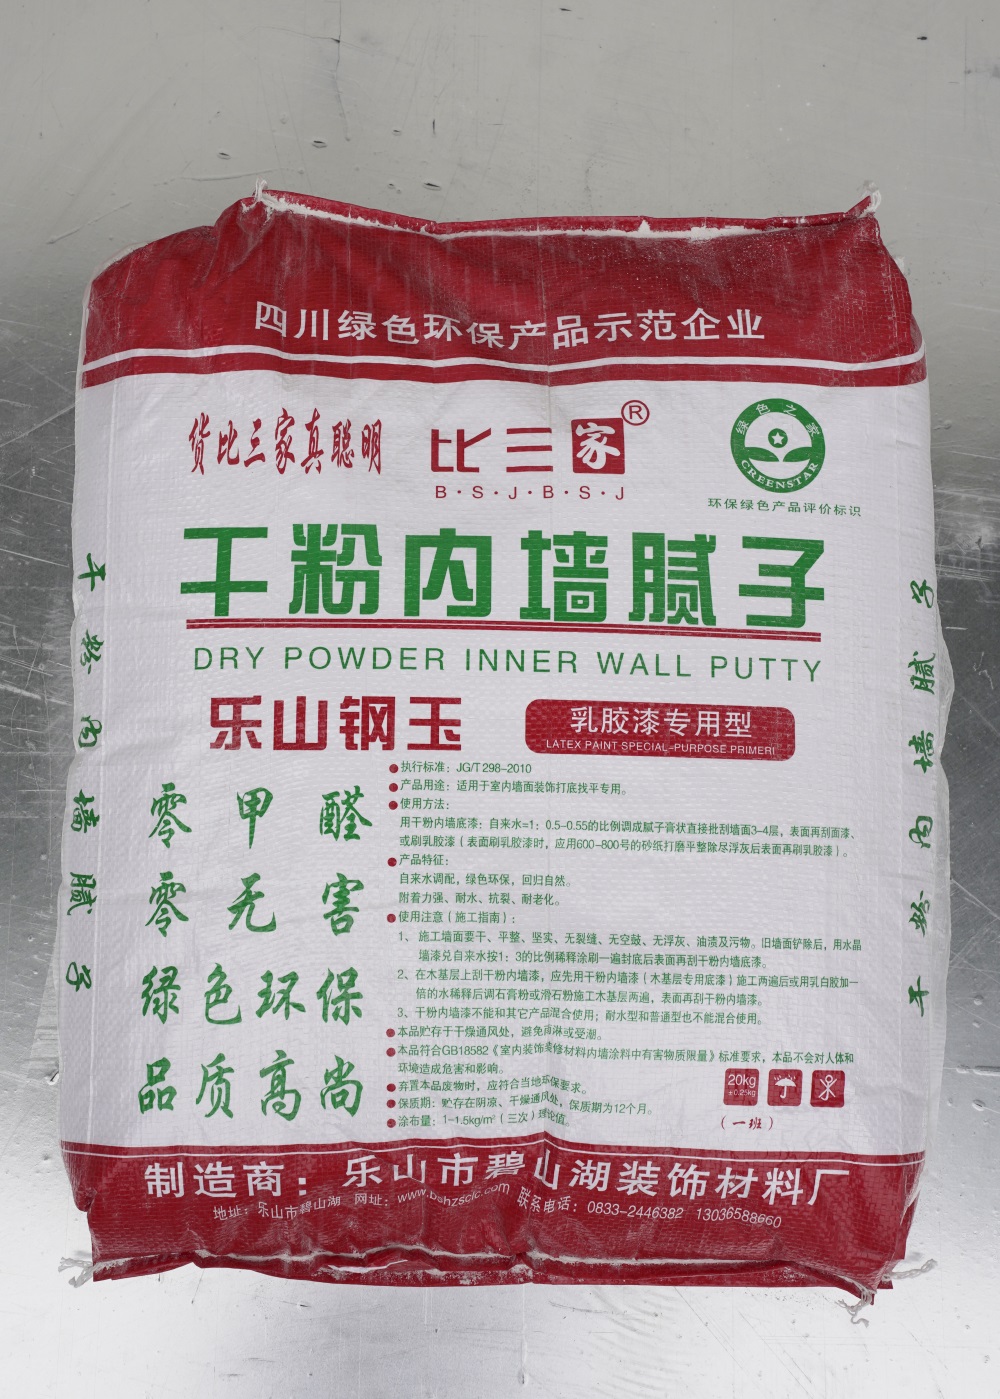 四川绿色环保产品示范企业
货比三家真聪明
比三家®
B·S·J·B·S·J
绿色之家
CREENSTAR
环保绿色产品评价标识
干粉内墙腻子
DRY POWDER INNER WALL PUTTY
乐山钢玉
乳胶漆专用型
LATEX PAINT SPECIAL-PURPOSE PRIMERI
零甲醛
零无害
绿色环保
品质高尚
执行标准：JG/T 298-2010
产品用途：适用于室内墙面装饰打底找平专用。
使用方法：
用干粉内墙底漆：自来水=1：0.5-0.55的比例调成腻子膏状直接批刮墙面3-4层，表面再刮面漆、
或刷乳胶漆（表面刷乳胶漆时，应用600-800号的砂纸打磨平整除尽浮灰后表面再刷乳胶漆）。
产品特征：
自来水调配，绿色环保，回归自然。
附着力强、耐水、抗裂、耐老化。
使用注意（施工指南）：
1、施工墙面要干、平整、坚实、无裂缝、无空鼓、无浮灰、油渍及污物。旧墙面铲除后，用水晶
墙漆兑自来水按1：3的比例稀释涂刷一遍封底后表面再刮干粉内墙底漆。
2、在木基层上刮干粉内墙漆，应先用干粉内墙漆（木基层专用底漆）施工两遍后或用乳白胶加一
倍的水稀释后调石膏粉或滑石粉施工木基层两遍，表面再刮干粉内墙漆。
3、干粉内墙漆不能和其它产品混合使用；耐水型和普通型也不能混合使用。
本品贮存于干燥通风处，避免雨淋或受潮。
本品符合GB18582《室内装饰装修材料内墙涂料中有害物质限量》标准要求，本品不会对人体和
环境造成危害和影响。
弃置本品废物时，应符合当地环保要求。
保质期：贮存在阴凉、干燥通风处，保质期为12个月。
涂布量：1-1.5kg/m²（三次）理论值。
20kg
±0.25kg
（一班）
制造商：乐山市碧山湖装饰材料厂
地址：乐山市碧山湖 网址：www.bshzsclc.com 联系电话：0833-2446382 13036588660
干粉内墙腻子
干粉内墙腻子